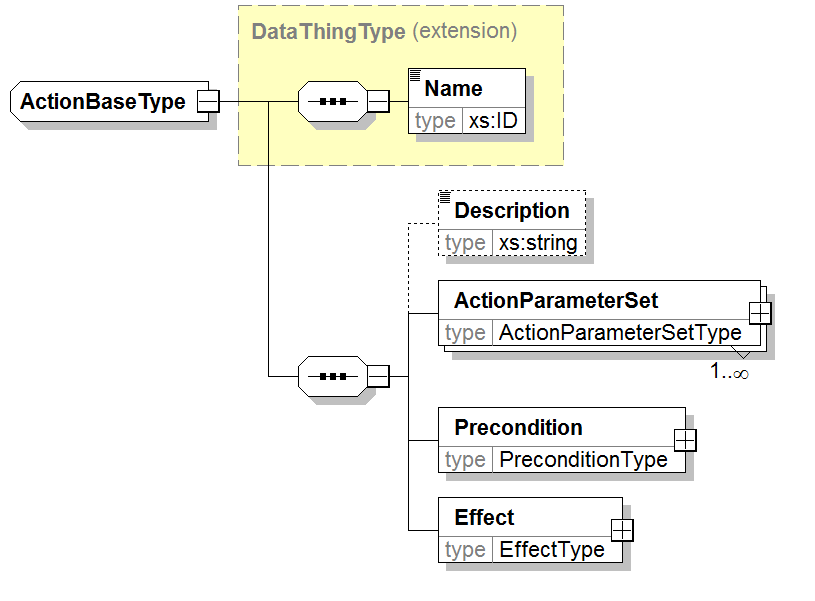 DataThingType (extension)
ActionBaseType
Name
type xs:ID
Description
type xs:string
ActionParameterSet
type ActionParameterSetType
1..∞
Precondition
type PreconditionType
Effect
type EffectType